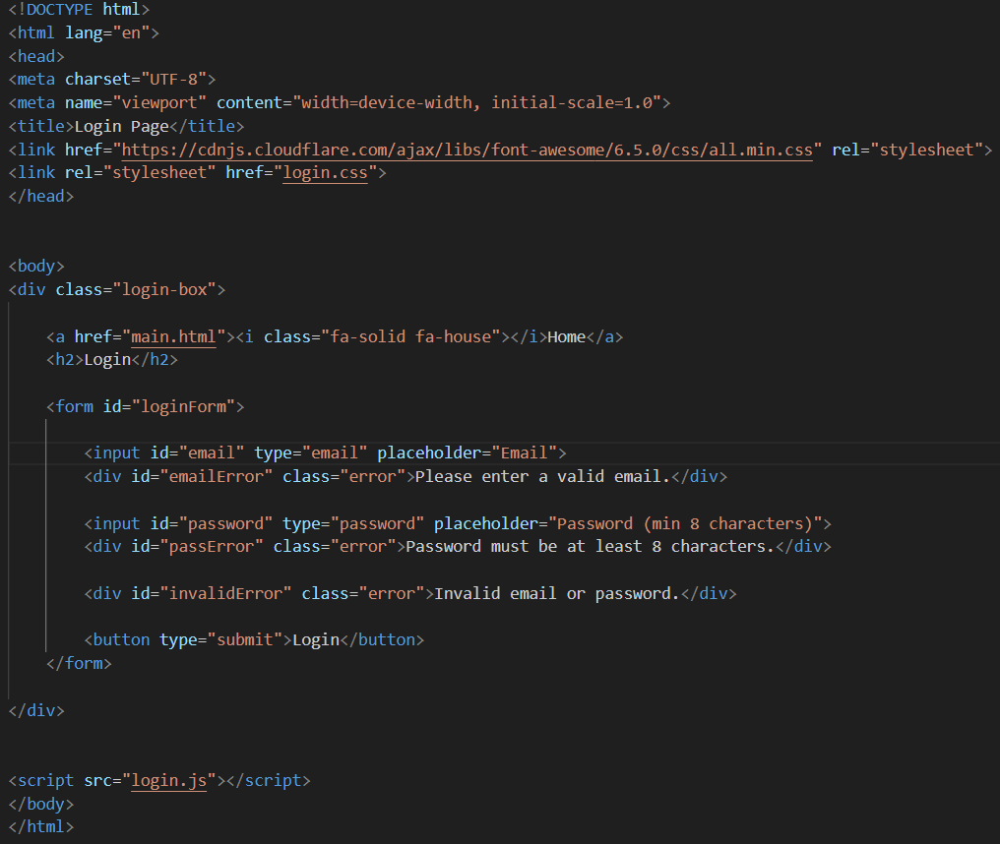 <!DOCTYPE html>
<html lang="en">
<head>
<meta charset="UTF-8">
<meta name="viewport" content="width=device-width, initial-scale=1.0">
<title>Login Page</title>
<link href="https://cdnjs.cloudflare.com/ajax/libs/font-awesome/6.5.0/css/all.min.css" rel="stylesheet">
<link rel="stylesheet" href="login.css">
</head>
<body>
<div class="login-box">
<a href="main.html"><i class="fa-solid fa-house"></i>Home</a>
<h2>Login</h2>
<form id="loginForm">
<input id="email" type="email" placeholder="Email">
<div id="emailError" class="error">Please enter a valid email.</div>
<input id="password" type="password" placeholder="Password (min 8 characters)">
<div id="passError" class="error">Password must be at least 8 characters.</div>
<div id="invalidError" class="error">Invalid email or password.</div>
<button type="submit">Login</button>
</form>
</div>
<script src="login.js"></script>
</body>
</html>